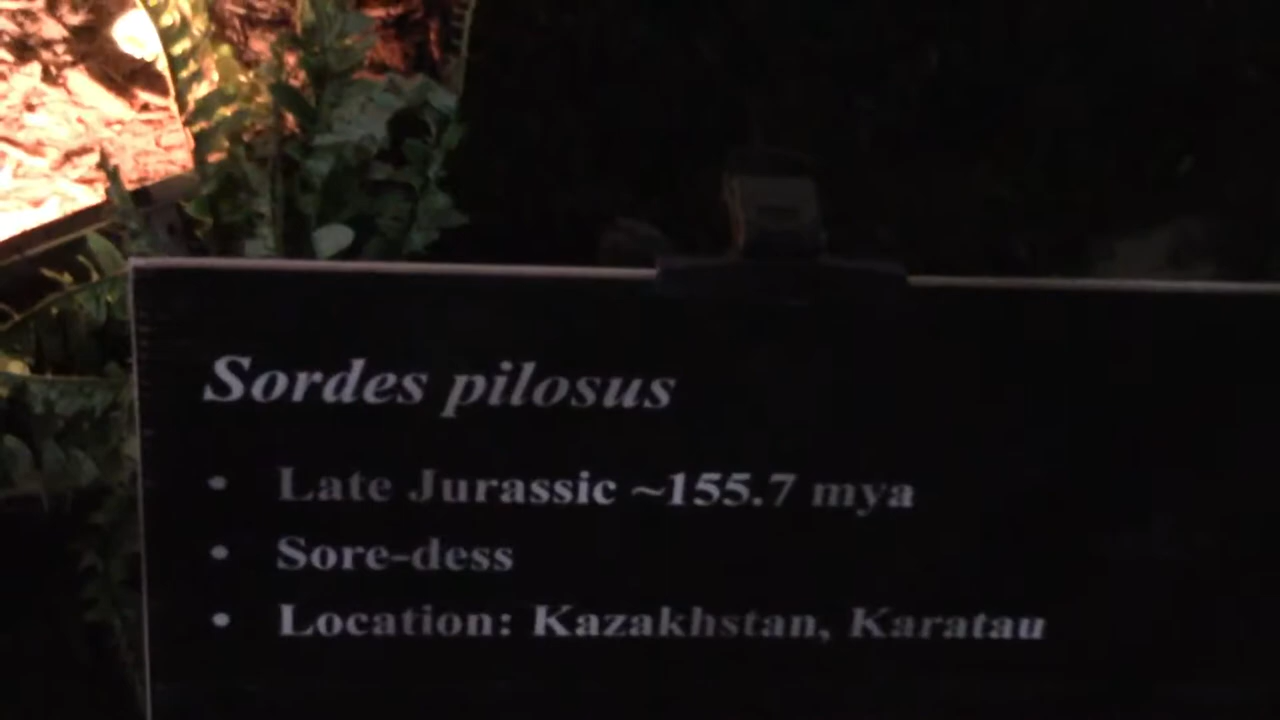 Sordes pilosus
• Late Jurassic ~155.7 mya
• Sore-dess
• Location: Kazakhstan, Karatau